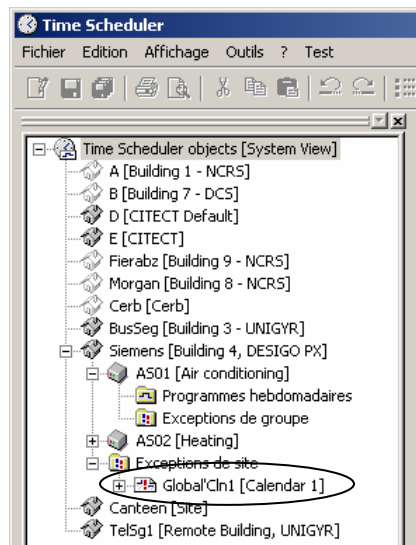 Time Scheduler
Fichier Edition Affichage Outils ? Test
Time Scheduler objects [System View]
A [Building 1 - NCRS]
B [Building 7 - DCS]
D [CITECT Default]
E [CITECT]
Fierabz [Building 9 - NCRS]
Morgan [Building 8 - NCRS]
Cerb [Cerb]
BusSeg [Building 3 - UNIGYR]
Siemens [Building 4, DESIGO PX]
AS01 [Air conditioning]
Programmes hebdomadaires
Exceptions de groupe
AS02 [Heating]
Exceptions de site
Global'Cln1 [Calendar 1]
Canteen [Site]
TelSg1 [Remote Building, UNIGYR]